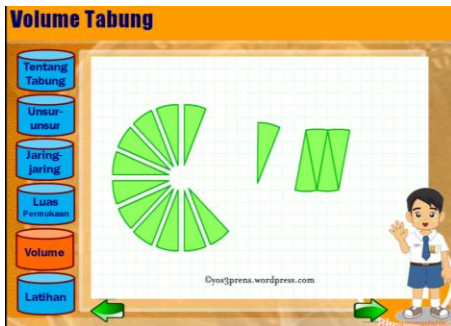 Volume Tabung
Tentang
Tabung
Unsur-
unsur
Jaring-
jaring
Luas
Permukaan
Volume
Latihan
©yos3prens.wordpress.com